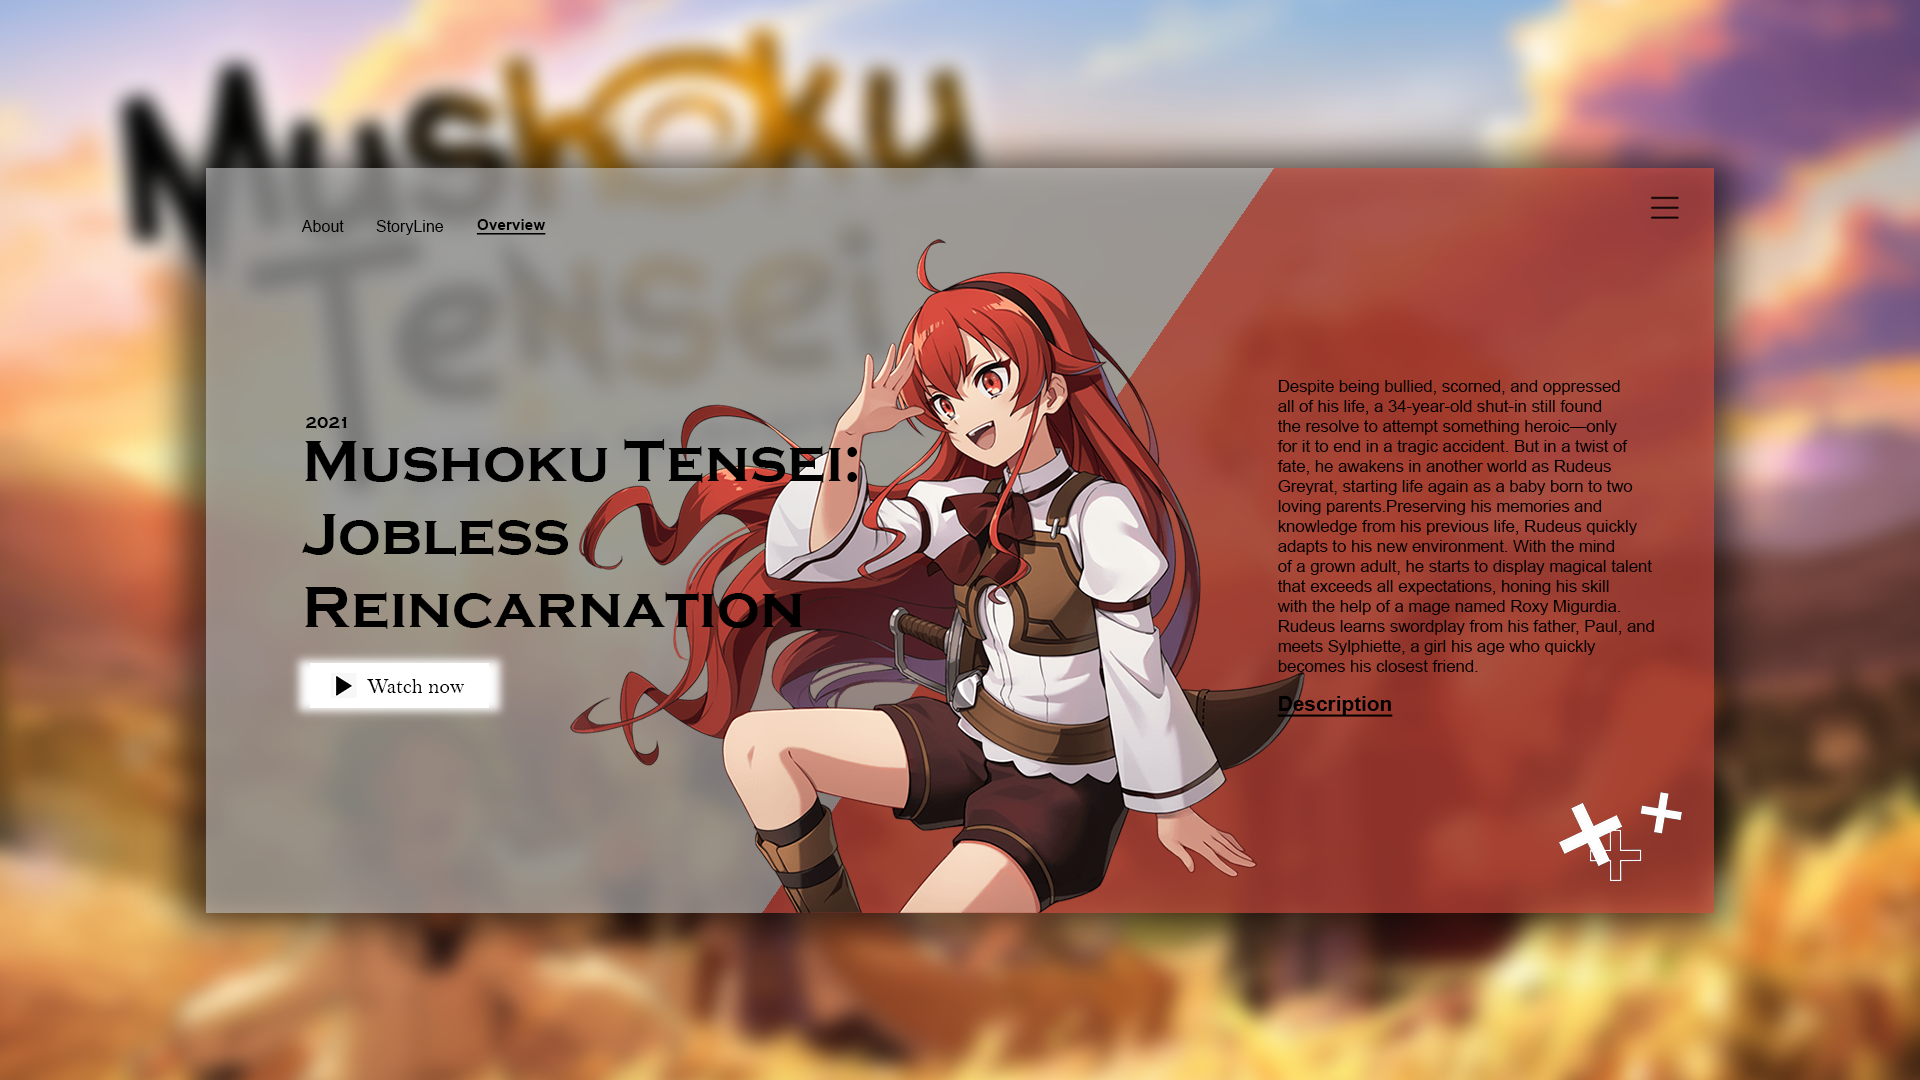 Mushoku
Tensei
About StoryLine Overview
2021
Mushoku Tensei:
Jobless
Reincarnation
Watch now
Despite being bullied, scorned, and oppressed
all of his life, a 34-year-old shut-in still found
the resolve to attempt something heroic—only
for it to end in a tragic accident. But in a twist of
fate, he awakens in another world as Rudeus
Greyrat, starting life again as a baby born to two
loving parents.Preserving his memories and
knowledge from his previous life, Rudeus quickly
adapts to his new environment. With the mind
of a grown adult, he starts to display magical talent
that exceeds all expectations, honing his skill
with the help of a mage named Roxy Migurdia.
Rudeus learns swordplay from his father, Paul, and
meets Sylphiette, a girl his age who quickly
becomes his closest friend.
Description